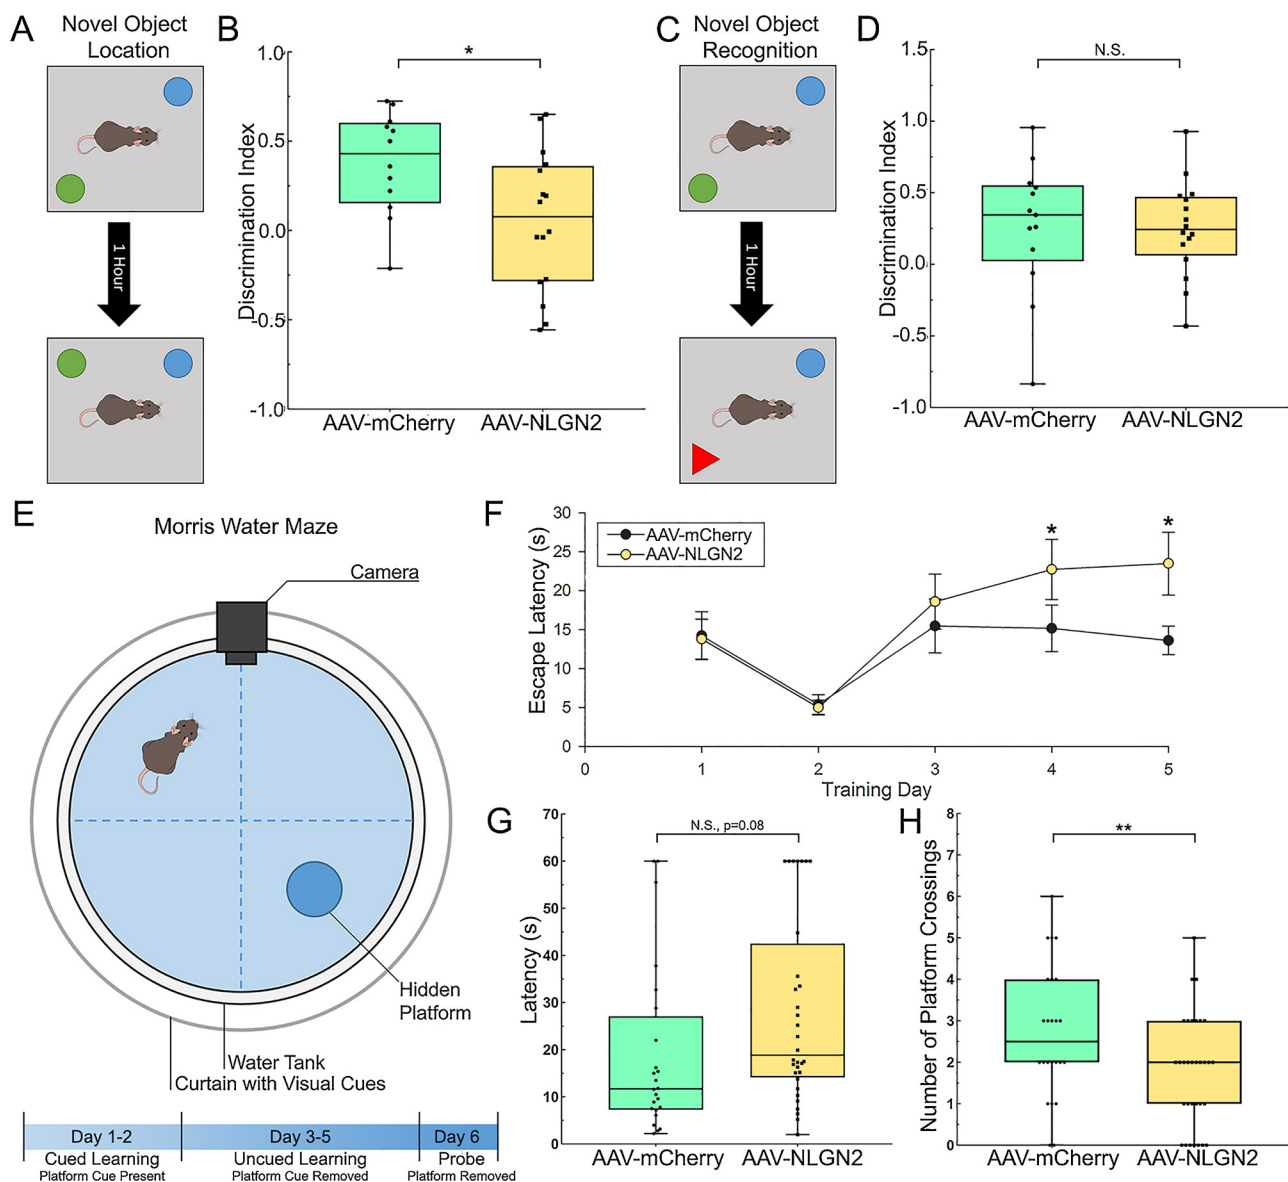 A
Novel Object
Location
1 Hour
B
Discrimination Index
1.0
0.5
0.0
-0.5
-1.0
*
AAV-mCherry
AAV-NLGN2
C
Novel Object
Recognition
1 Hour
D
Discrimination Index
1.5
1.0
0.5
0.0
-0.5
-1.0
N.S.
AAV-mCherry
AAV-NLGN2
E
Morris Water Maze
Camera
Hidden
Platform
Water Tank
Curtain with Visual Cues
Day 1-2
Day 3-5
Day 6
Cued Learning
Uncued Learning
Probe
Platform Cue Present
Platform Cue Removed
Platform Removed
F
Escape Latency (s)
30
25
20
15
10
5
0
AAV-mCherry
AAV-NLGN2
*
*
0
1
2
3
4
5
Training Day
G
Latency (s)
70
60
50
40
30
20
10
0
N.S., p=0.08
AAV-mCherry
AAV-NLGN2
H
Number of Platform Crossings
8
7
6
5
4
3
2
1
0
**
AAV-mCherry
AAV-NLGN2